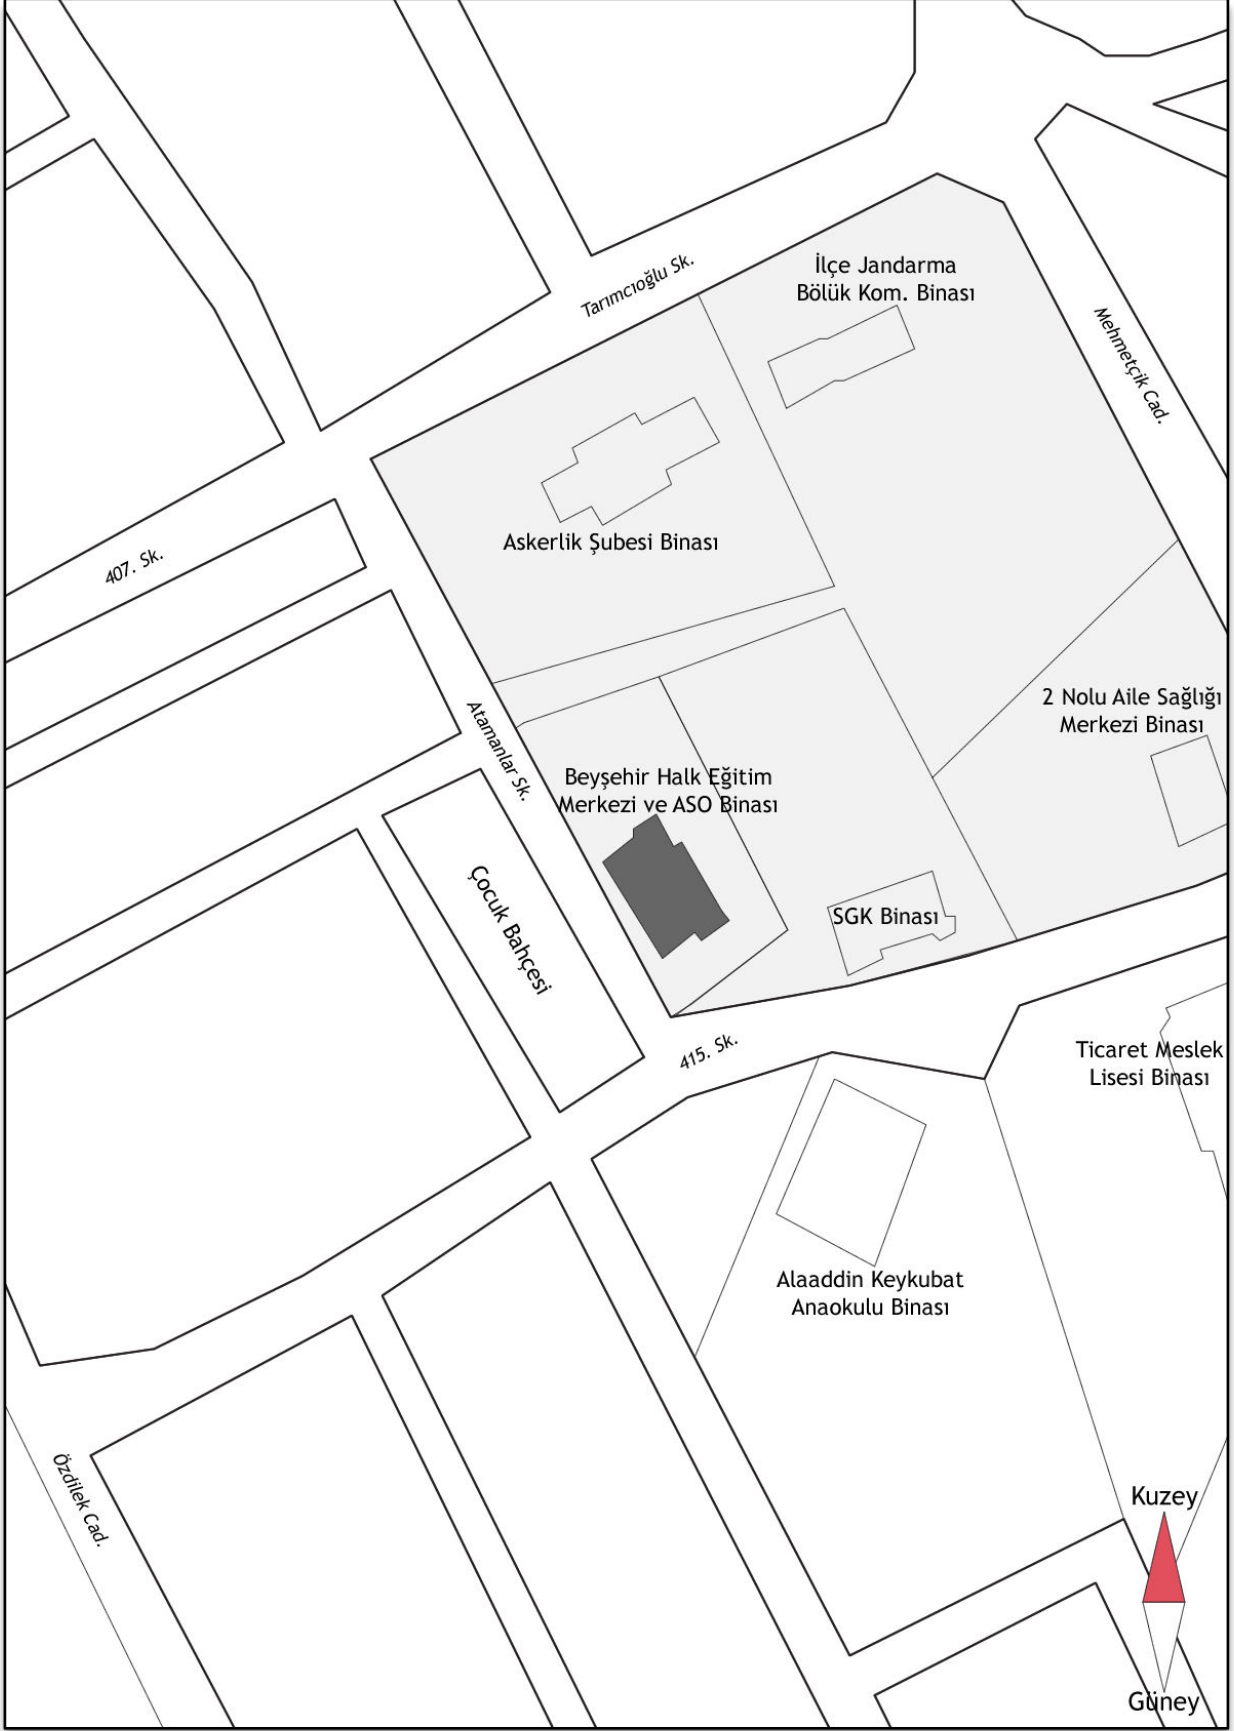 İlçe Jandarma
Bölük Kom. Binası
Tarımcıoğlu Sk.
Mehmetçik Cad.
Askerlik Şubesi Binası
407. Sk.
2 Nolu Aile Sağlığı
Merkezi Binası
Atamanlar Sk.
Beyşehir Halk Eğitim
Merkezi ve ASO Binası
Çocuk Bahçesi
SGK Binası
415. Sk.
Ticaret Meslek
Lisesi Binası
Alaaddin Keykubat
Anaokulu Binası
Özdilek Cad.
Kuzey
Güney